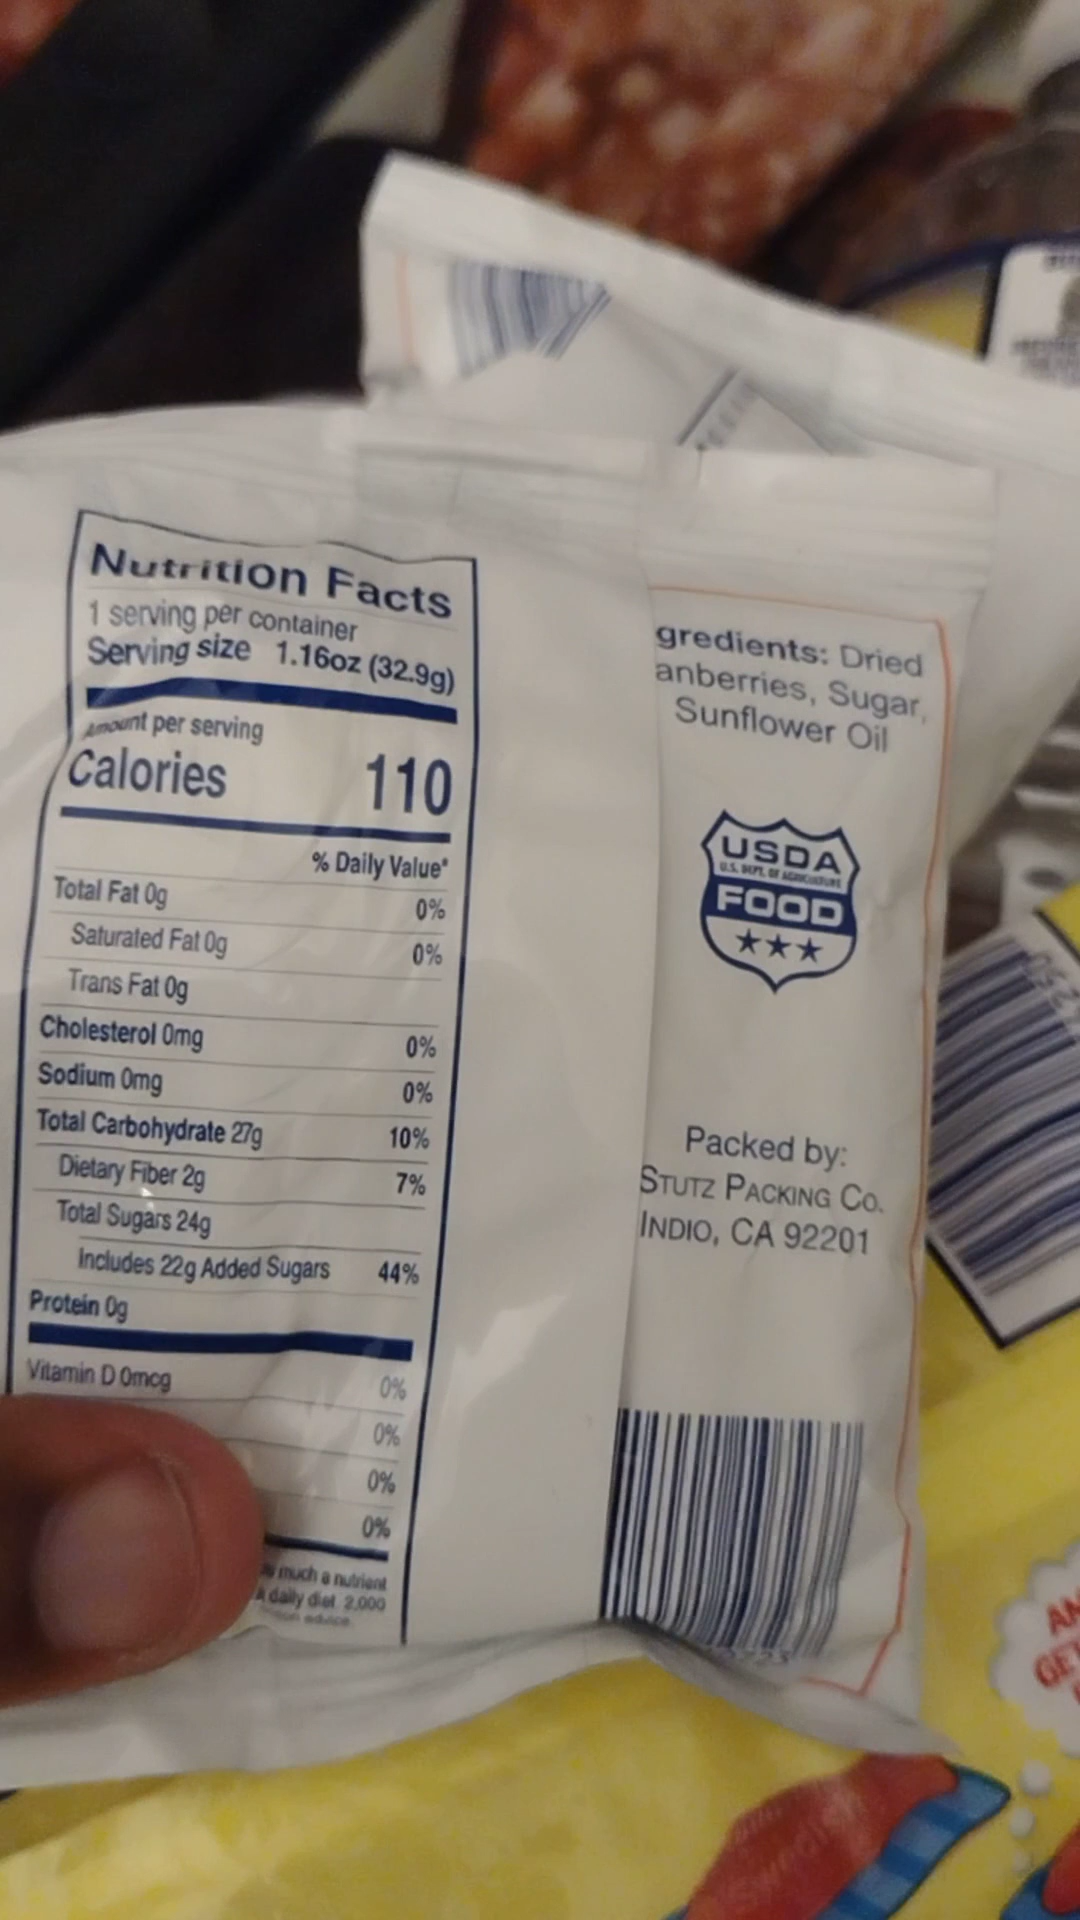 Nutrition Facts
1 serving per container
Serving size 1.16oz (32.9g)
Amount per serving
Calories 110
% Daily Value*
Total Fat 0g 0%
Saturated Fat 0g 0%
Trans Fat 0g
Cholesterol 0mg 0%
Sodium 0mg 0%
Total Carbohydrate 27g 10%
Dietary Fiber 2g 7%
Total Sugars 24g
Includes 22g Added Sugars 44%
Protein 0g
Vitamin D 0mcg 0%
0%
0%
0%
much a nutrient
daily diet. 2,000
advice
gredients: Dried
anberries, Sugar,
Sunflower Oil
USDA
U.S. DEPT. OF AGRICULTURE
FOOD
Packed by:
STUTZ PACKING CO.
INDIO, CA 92201